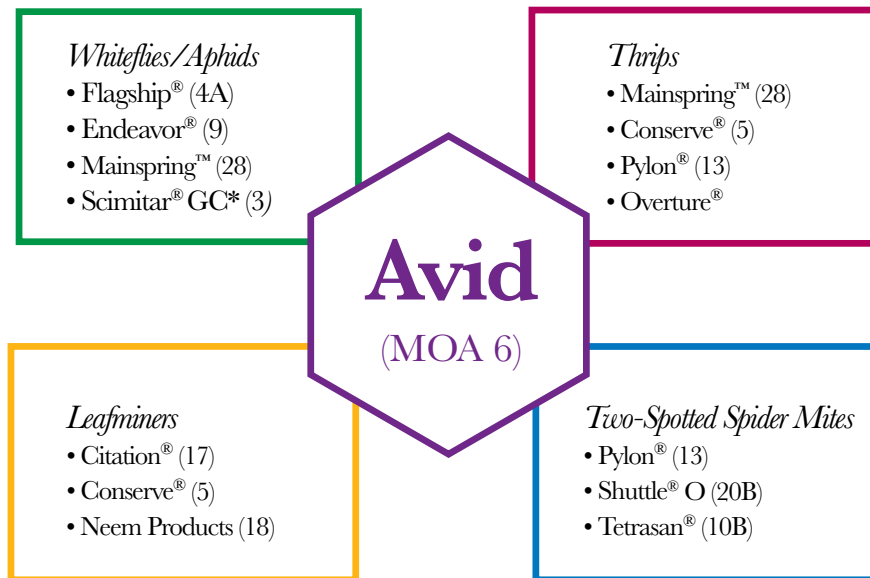 Whiteflies/Aphids
• Flagship® (4A)
• Endeavor® (9)
• Mainspring™ (28)
• Scimitar® GC* (3)
Thrips
• Mainspring™ (28)
• Conserve® (5)
• Pylon® (13)
• Overture®
Avid
(MOA 6)
Leafminers
• Citation® (17)
• Conserve® (5)
• Neem Products (18)
Two-Spotted Spider Mites
• Pylon® (13)
• Shuttle® O (20B)
• Tetrasan® (10B)